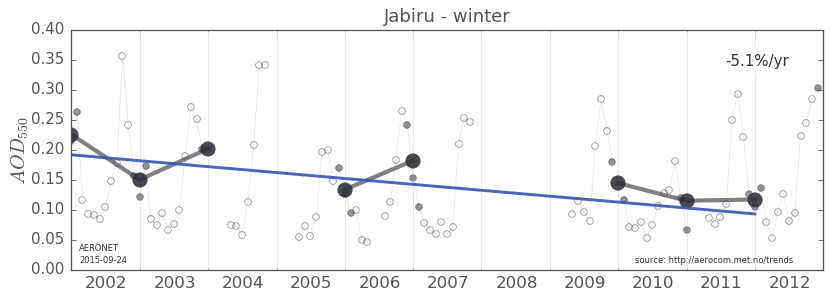 Jabiru - winter
0.40
0.35
0.30
0.25
0.20
0.15
0.10
0.05
0.00
AOD550
-5.1%/yr
AERONET
2015-09-24
source: http://aerocom.met.no/trends
2002 2003 2004 2005 2006 2007 2008 2009 2010 2011 2012